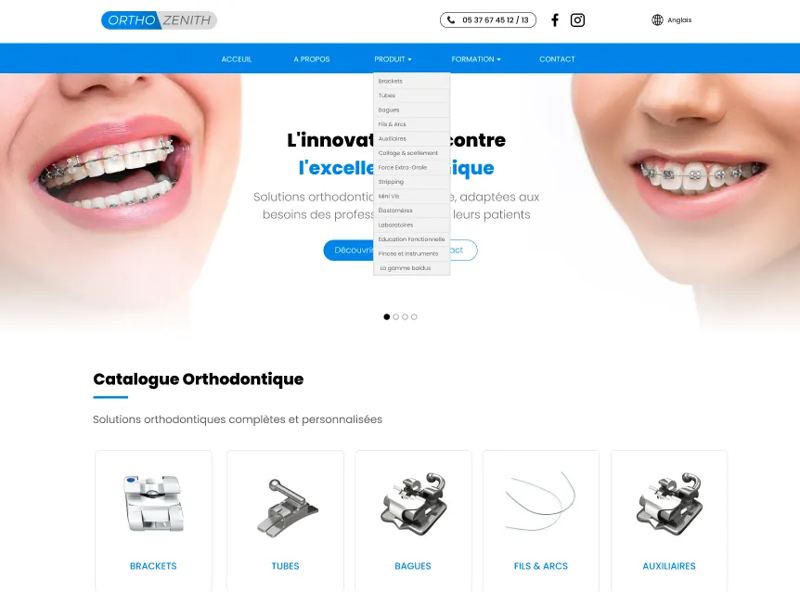 ORTHO ZENITH
05 37 67 45 12 / 13
Anglais
ACCEUIL
A PROPOS
PRODUIT
FORMATION
CONTACT
Brackets
Tubes
Bagues
Fils & Arcs
Auxiliaires
Collage & scellement
Force Extra-Orale
Stripping
Mini Vis
Élastomères
Laboratoires
Education Fonctionnelle
Pinces et Instruments
La gamme baldus
L'innovat contre
l'excelle ique
Solutions orthodontic e, adaptées aux
besoins des profess leurs patients
Découvrir act
Catalogue Orthodontique
Solutions orthodontiques complètes et personnalisées
BRACKETS
TUBES
BAGUES
FILS & ARCS
AUXILIAIRES